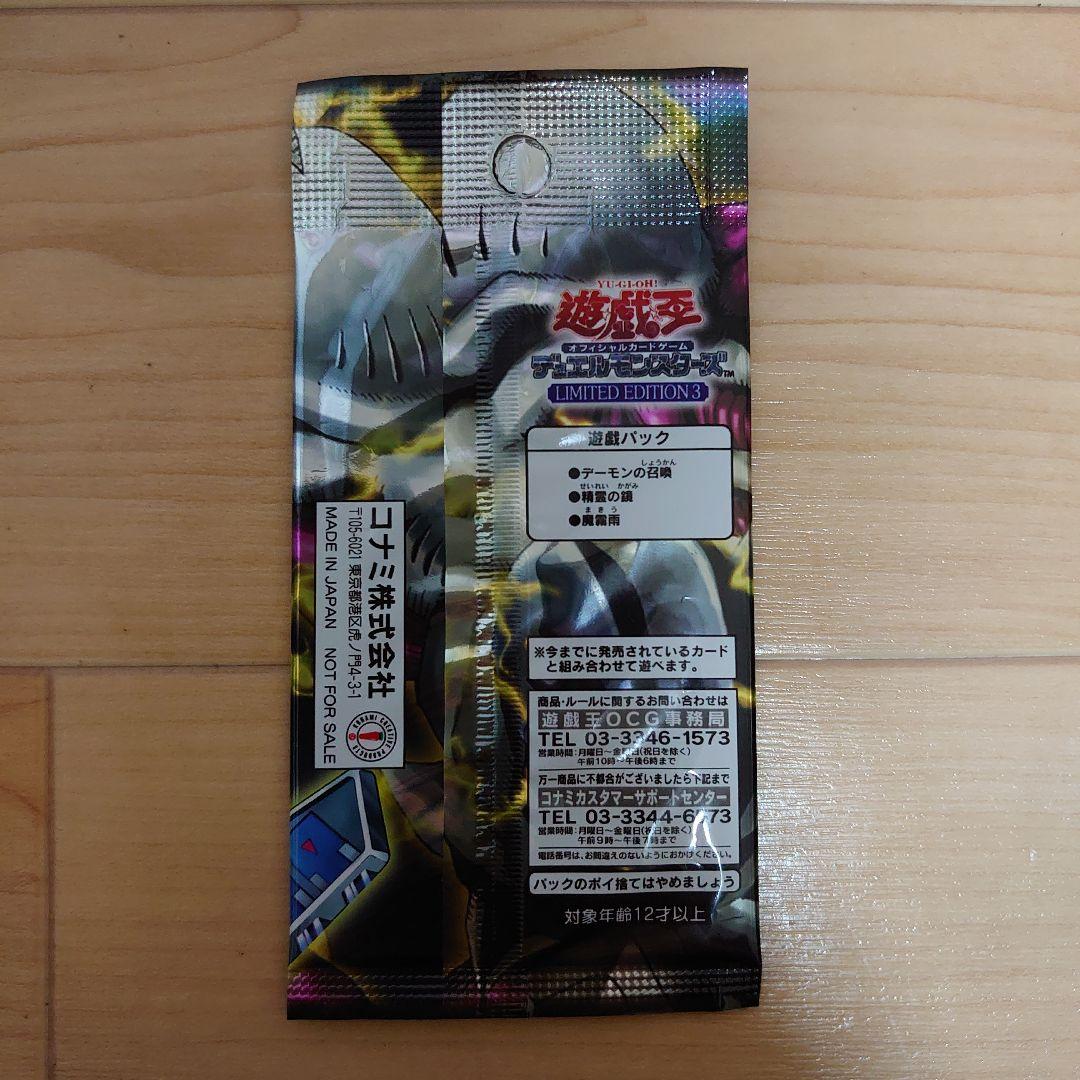 YU-GI-OH!
遊戯王
オフィシャルカードゲーム
デュエルモンスターズ™
LIMITED EDITION 3
遊戯パック
しょうかん
●デーモンの召喚
せいれい かがみ
●精霊の鏡
まきう
●魔霧雨
※今までに発売されているカード
と組み合わせて遊べます。
商品・ルールに関するお問い合わせは
遊戯王OCG事務局
TEL 03-3346-1573
営業時間：月曜日〜金曜日(祝日を除く)
午前10時〜午後6時まで
万一商品に不都合がございましたら下記まで
コナミカスタマーサポートセンター
TEL 03-3344-6573
営業時間：月曜日〜金曜日(祝日を除く)
午前9時〜午後7時まで
電話番号は、お間違えのないようにおかけください。
パックのポイ捨てはやめましょう
対象年齢12才以上
コナミ株式会社
〒105-6021 東京都港区虎ノ門4-3-1
MADE IN JAPAN NOT FOR SALE
KONAMI CREATIVE PRODUCTS